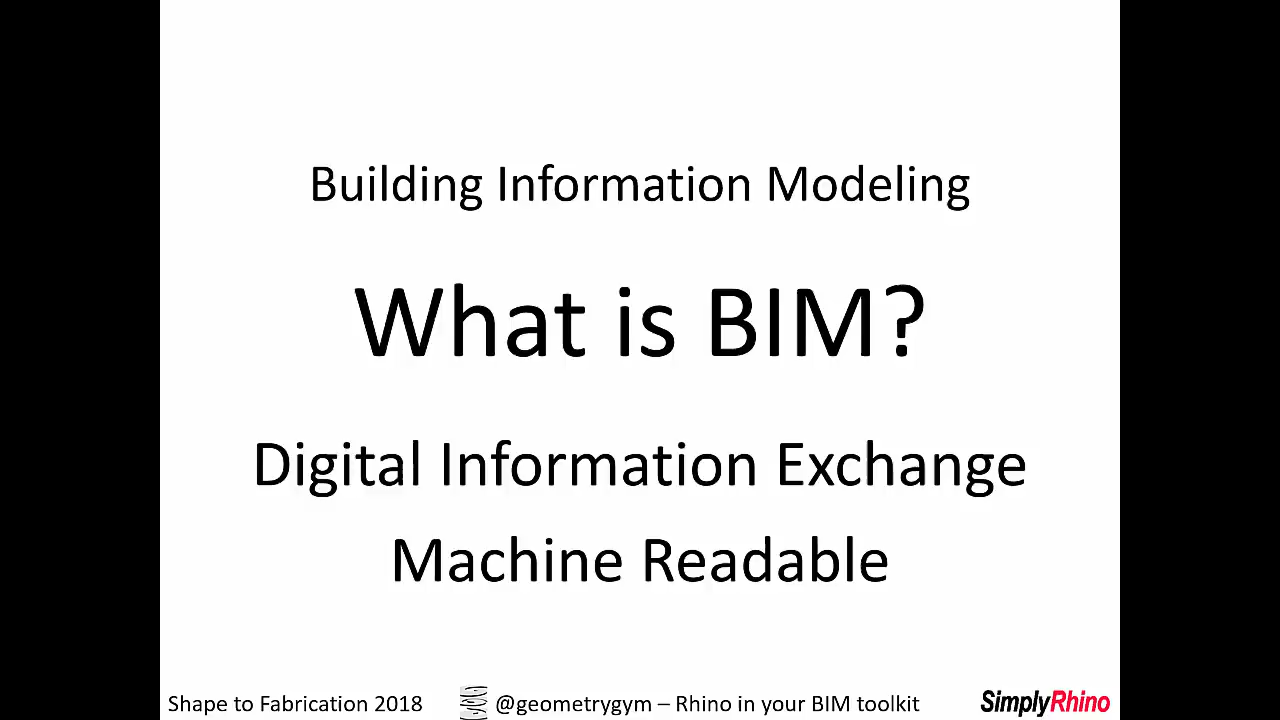 Building Information Modeling
What is BIM?
Digital Information Exchange
Machine Readable
Shape to Fabrication 2018
@geometrygym – Rhino in your BIM toolkit
SimplyRhino